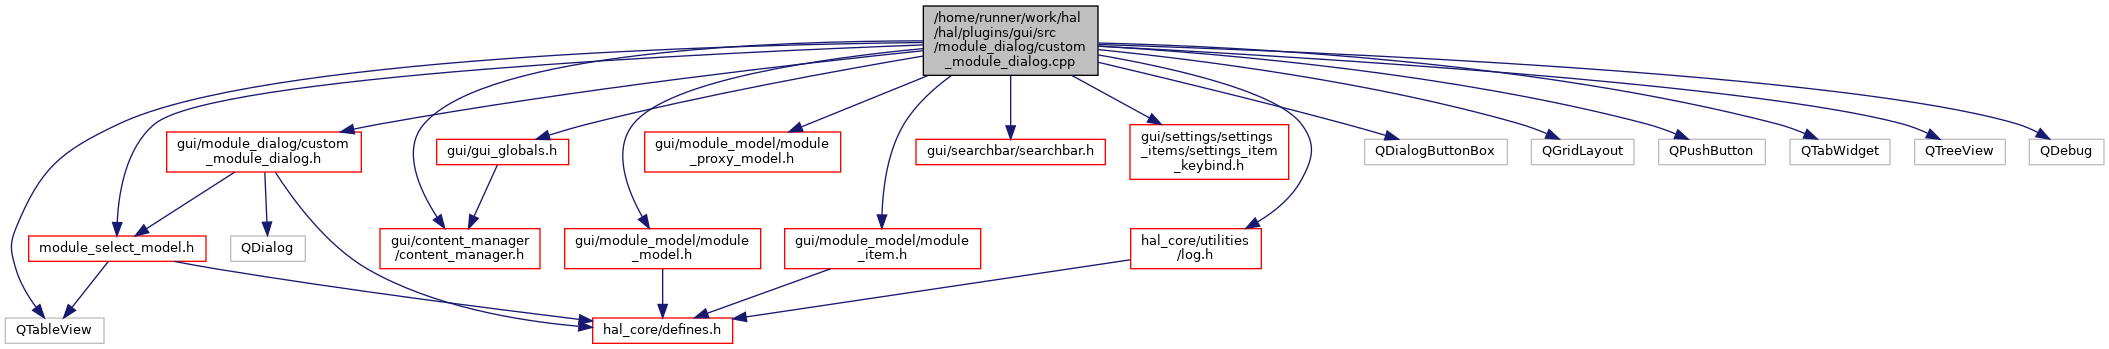 /home/runner/work/hal
/hal/plugins/gui/src
/module_dialog/custom
_module_dialog.cpp
gui/module_dialog/custom
_module_dialog.h
gui/gui_globals.h
gui/module_model/module
_proxy_model.h
gui/searchbar/searchbar.h
gui/settings/settings
_items/settings_item
_keybind.h
QDialogButtonBox
QGridLayout
QPushButton
QTabWidget
QTreeView
QDebug
module_select_model.h
QDialog
gui/content_manager
/content_manager.h
gui/module_model/module
_model.h
gui/module_model/module
_item.h
hal_core/utilities
/log.h
QTableView
hal_core/defines.h